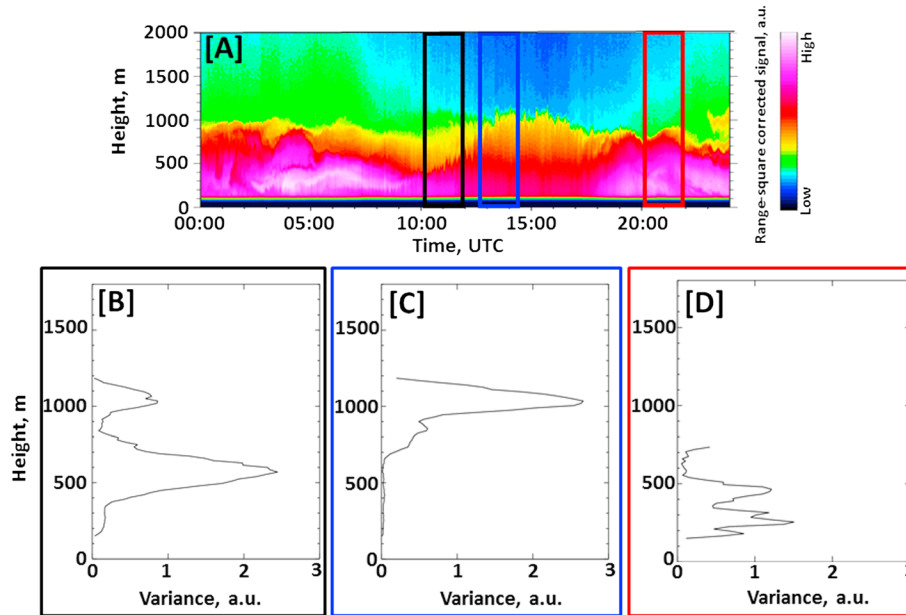 [A]
2000
1500
1000
500
0
Height, m
00:00 05:00 10:00 15:00 20:00
Time, UTC
Range-square corrected signal, a.u.
High
Low
[B]
1500
1000
500
0
Height, m
0 1 2 3
Variance, a.u.
[C]
1500
1000
500
0
0 1 2 3
Variance, a.u.
[D]
1500
1000
500
0
0 1 2 3
Variance, a.u.